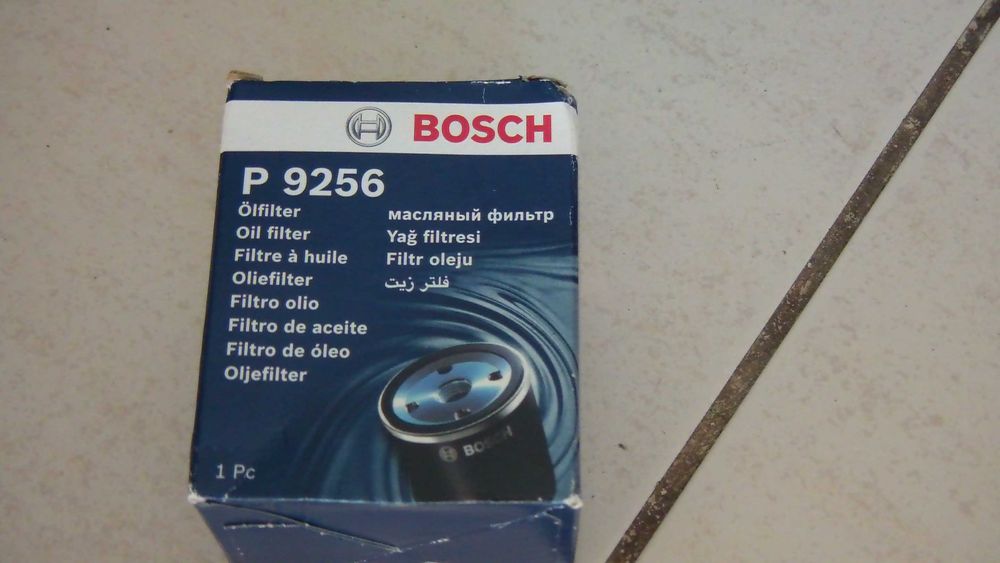 BOSCH
P 9256
Ölfilter
Oil filter
Filtre à huile
Oliefilter
Filtro olio
Filtro de aceite
Filtro de óleo
Oljefilter
масляный фильтр
Yağ filtresi
Filtr oleju
فلتر زيت
BOSCH
1 Pc